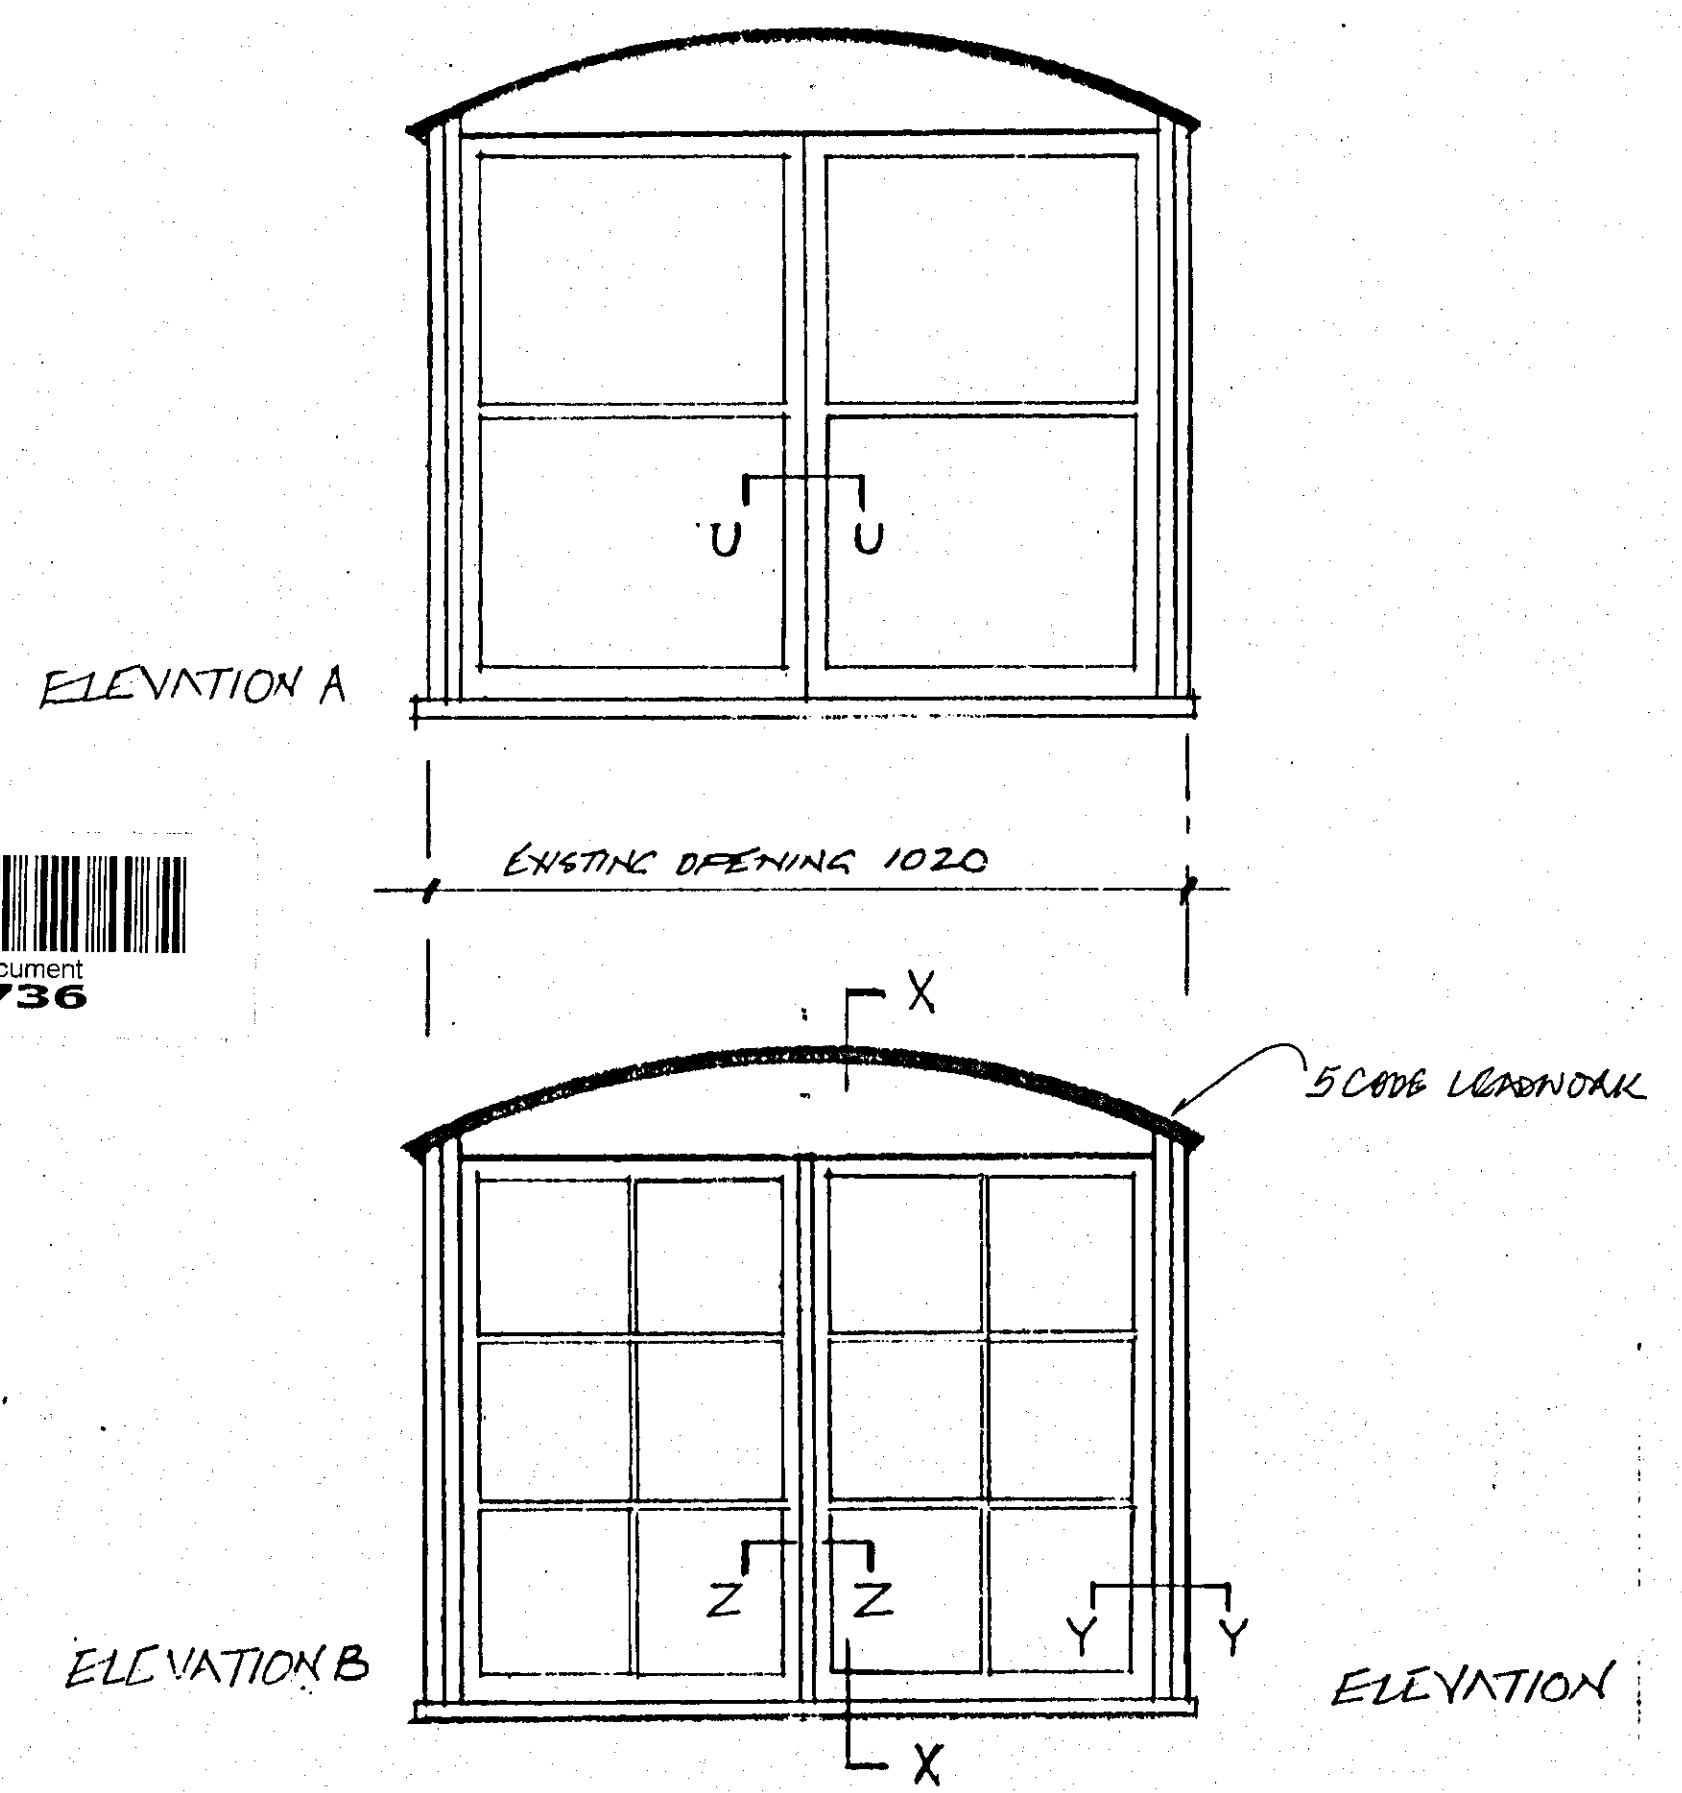 U U
ELEVATION A
EXISTING OPENING 1020
cument
736
X
5 CODE LEADWORK
Z Z
Y Y
ELEVATION B
ELEVATION
X